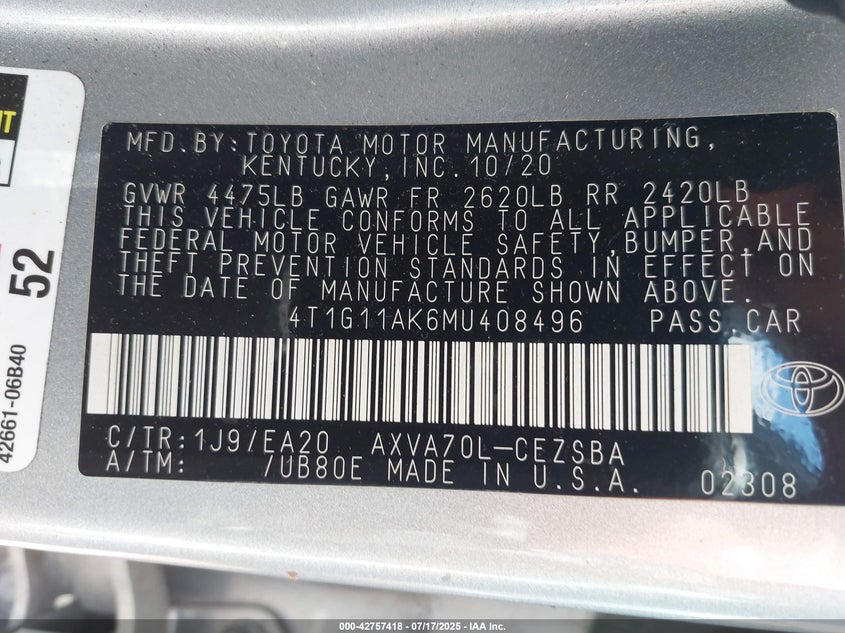 MFD.BY:TOYOTA MOTOR MANUFACTURING,
KENTUCKY,INC.10/20
GVWR 4475LB GAWR FR 2620LB RR 2420LB
THIS VEHICLE CONFORMS TO ALL APPLICABLE
FEDERAL MOTOR VEHICLE SAFETY,BUMPER,AND
THEFT PREVENTION STANDARDS IN EFFECT ON
THE DATE OF MANUFACTURE SHOWN ABOVE.
4T1G11AK6MU408496 PASS.CAR
C/TR:1J9/EA20 AXVA70L-CEZSBA
A/TM: /UB80E MADE IN U.S.A. 02308
52
42661-06B40
000-42757418 - 07/17/2025 - IAA Inc.